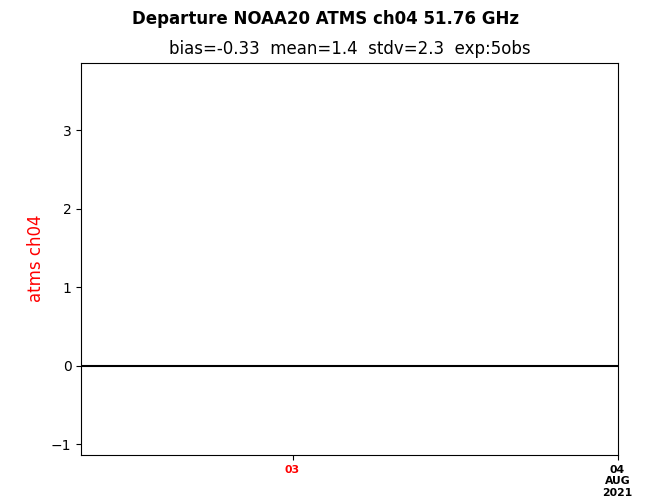 Departure NOAA20 ATMS ch04 51.76 GHz
bias=-0.33 mean=1.4 stdv=2.3 exp:5obs
atms ch04
3
2
1
0
−1
03
04
AUG
2021